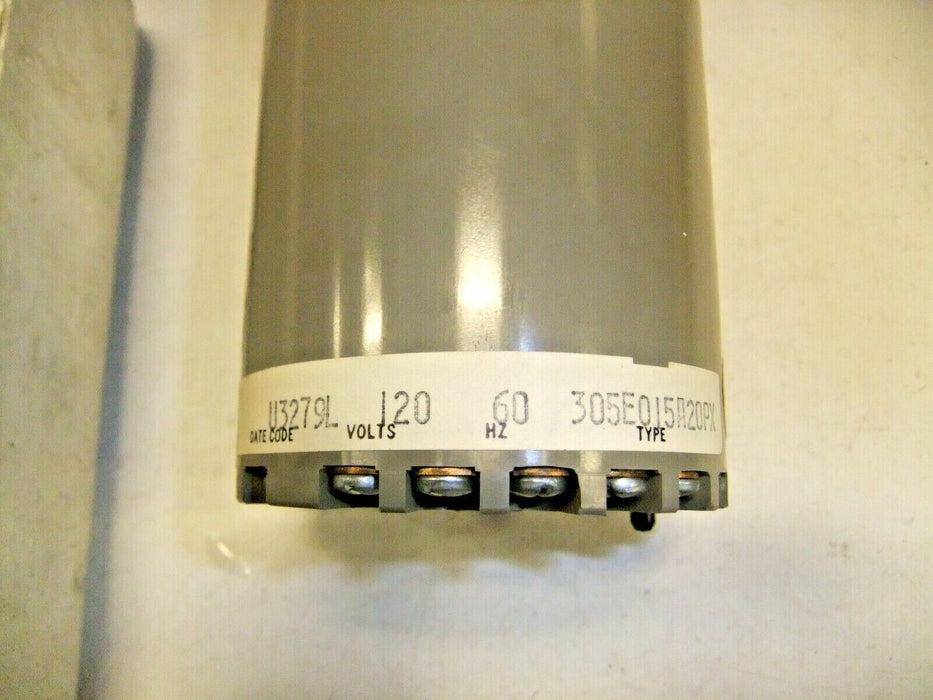 U3279L 120 60 305E015A20PX
DATE CODE VOLTS HZ TYPE